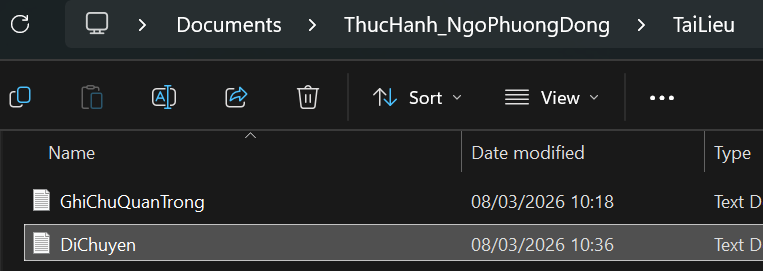 Documents > ThucHanh_NgoPhuongDong > TaiLieu >
Sort View
Name Date modified Type
GhiChuQuanTrong 08/03/2026 10:18 Text D
DiChuyen 08/03/2026 10:36 Text D